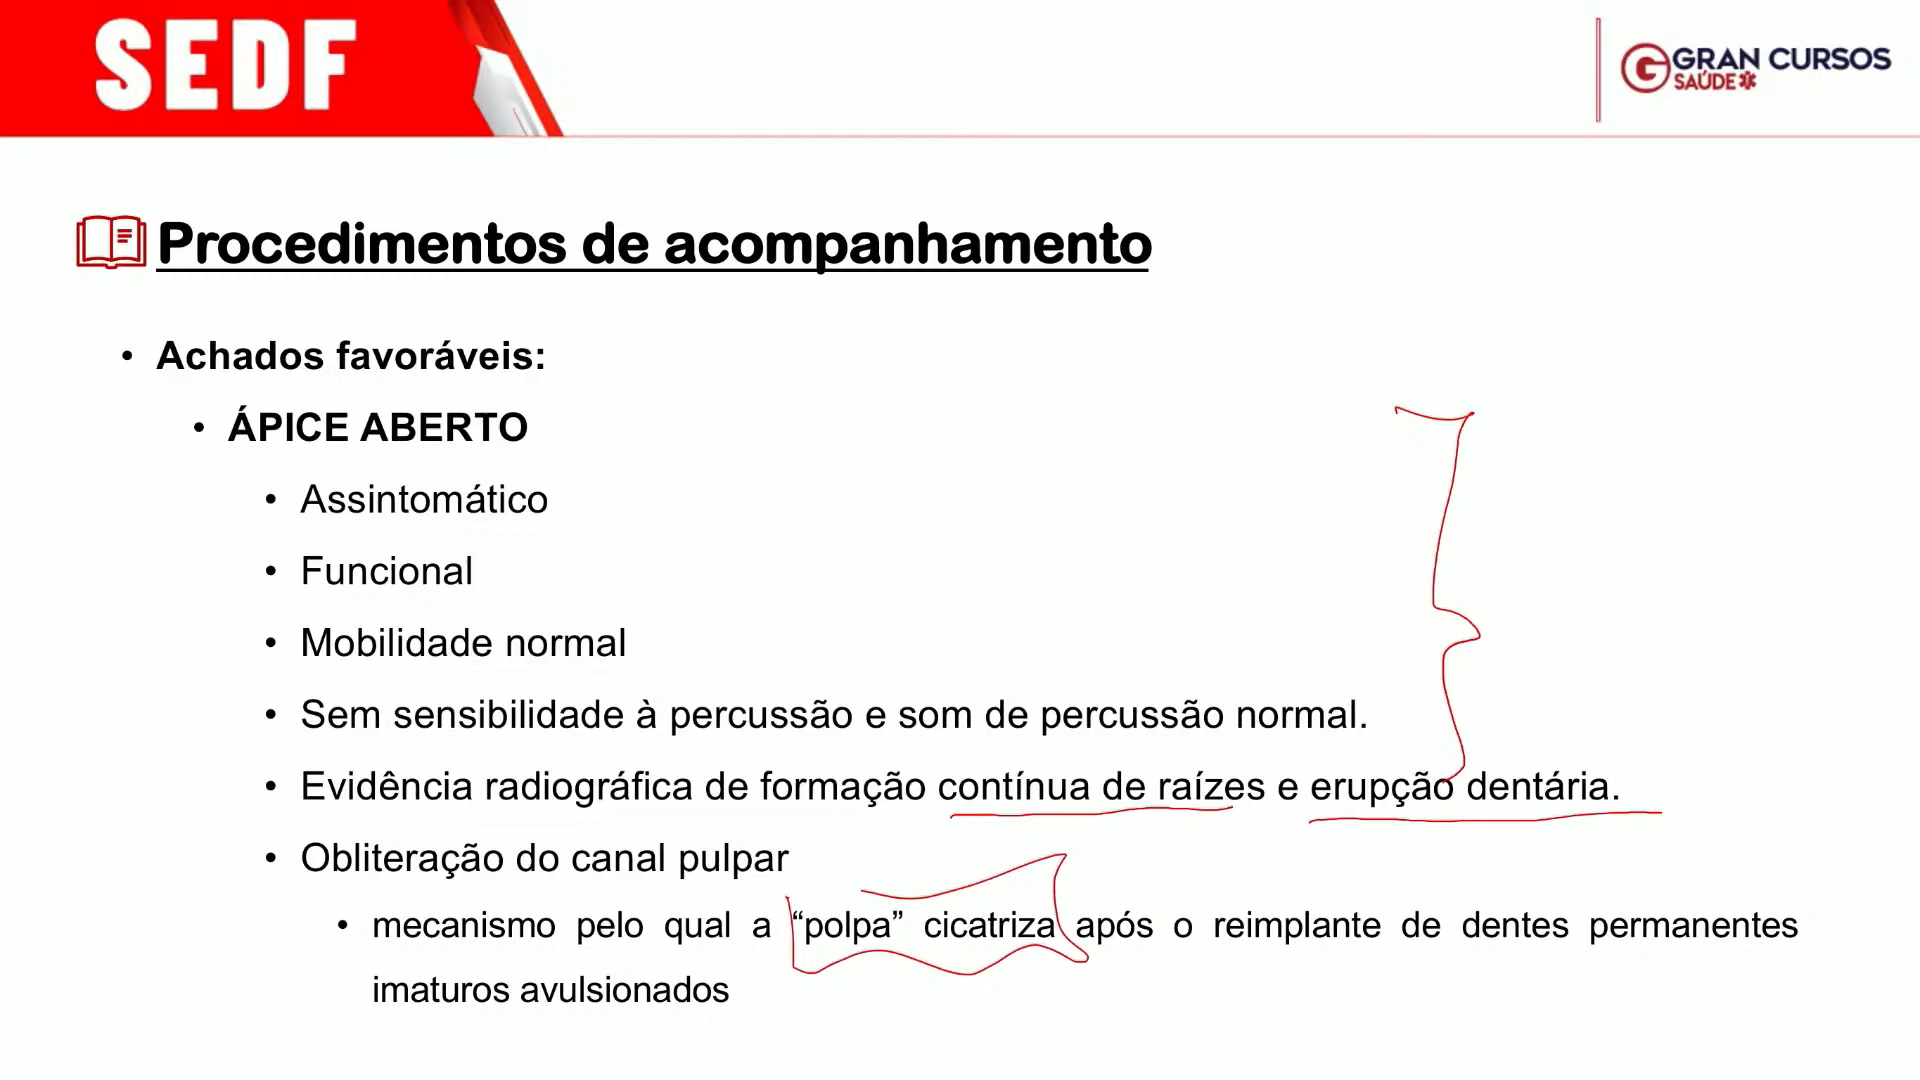 SEDF
GRAN CURSOS
SAÚDE
Procedimentos de acompanhamento
• Achados favoráveis:
• ÁPICE ABERTO
• Assintomático
• Funcional
• Mobilidade normal
• Sem sensibilidade à percussão e som de percussão normal.
• Evidência radiográfica de formação contínua de raízes e erupção dentária.
• Obliteração do canal pulpar
• mecanismo pelo qual a “polpa” cicatriza após o reimplante de dentes permanentes
imaturos avulsionados